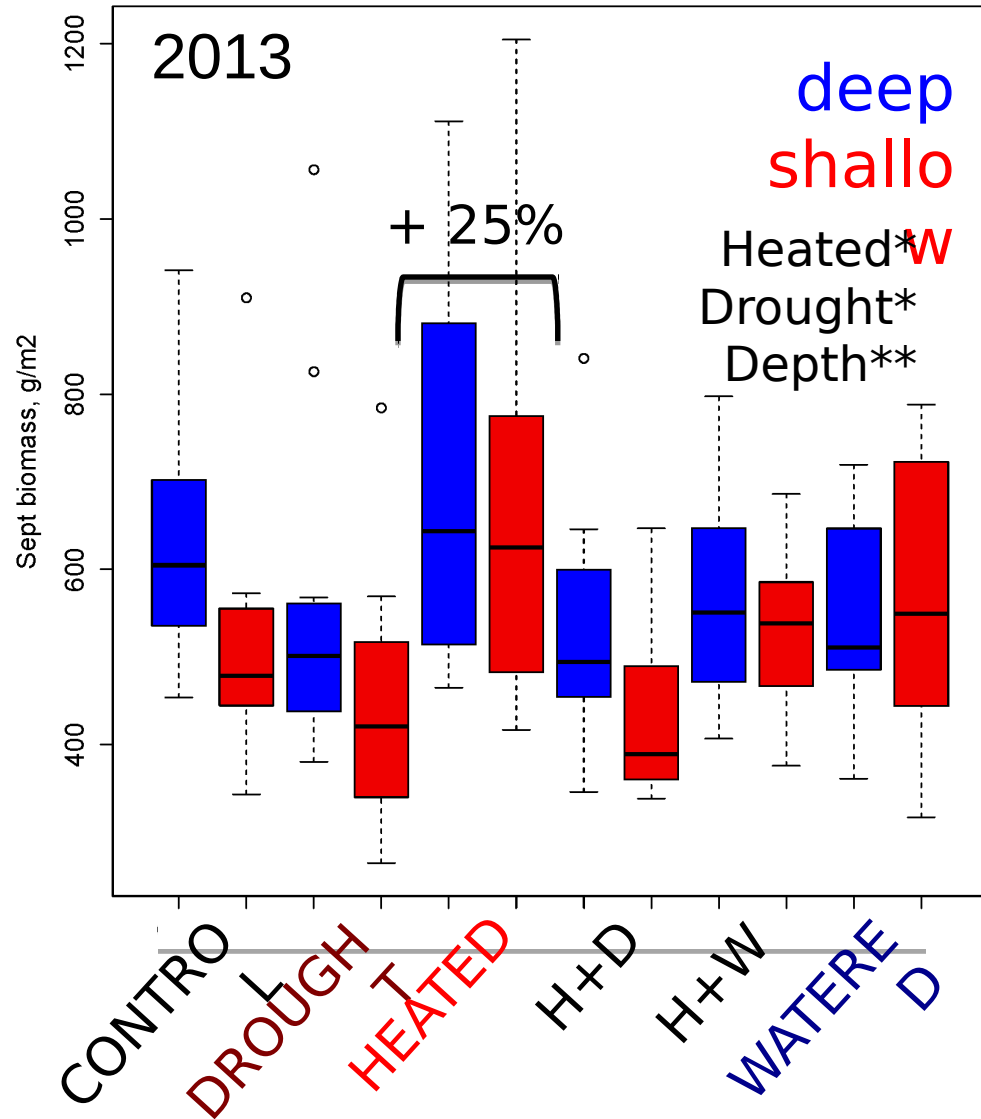 2013
deep
shallo
w
+ 25%
Heated*
Drought*
Depth**
Sept biomass, g/m2
1200
1000
800
600
400
CONTRO
L
DROUGH
T
HEATED
H+D
H+W
WATERE
D